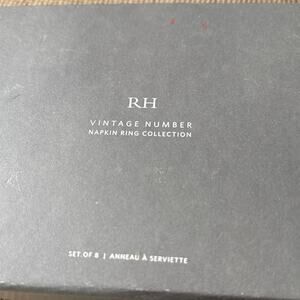 RH
VINTAGE NUMBER
NAPKIN RING COLLECTION
SET OF 8 | ANNEAU À SERVIETTE